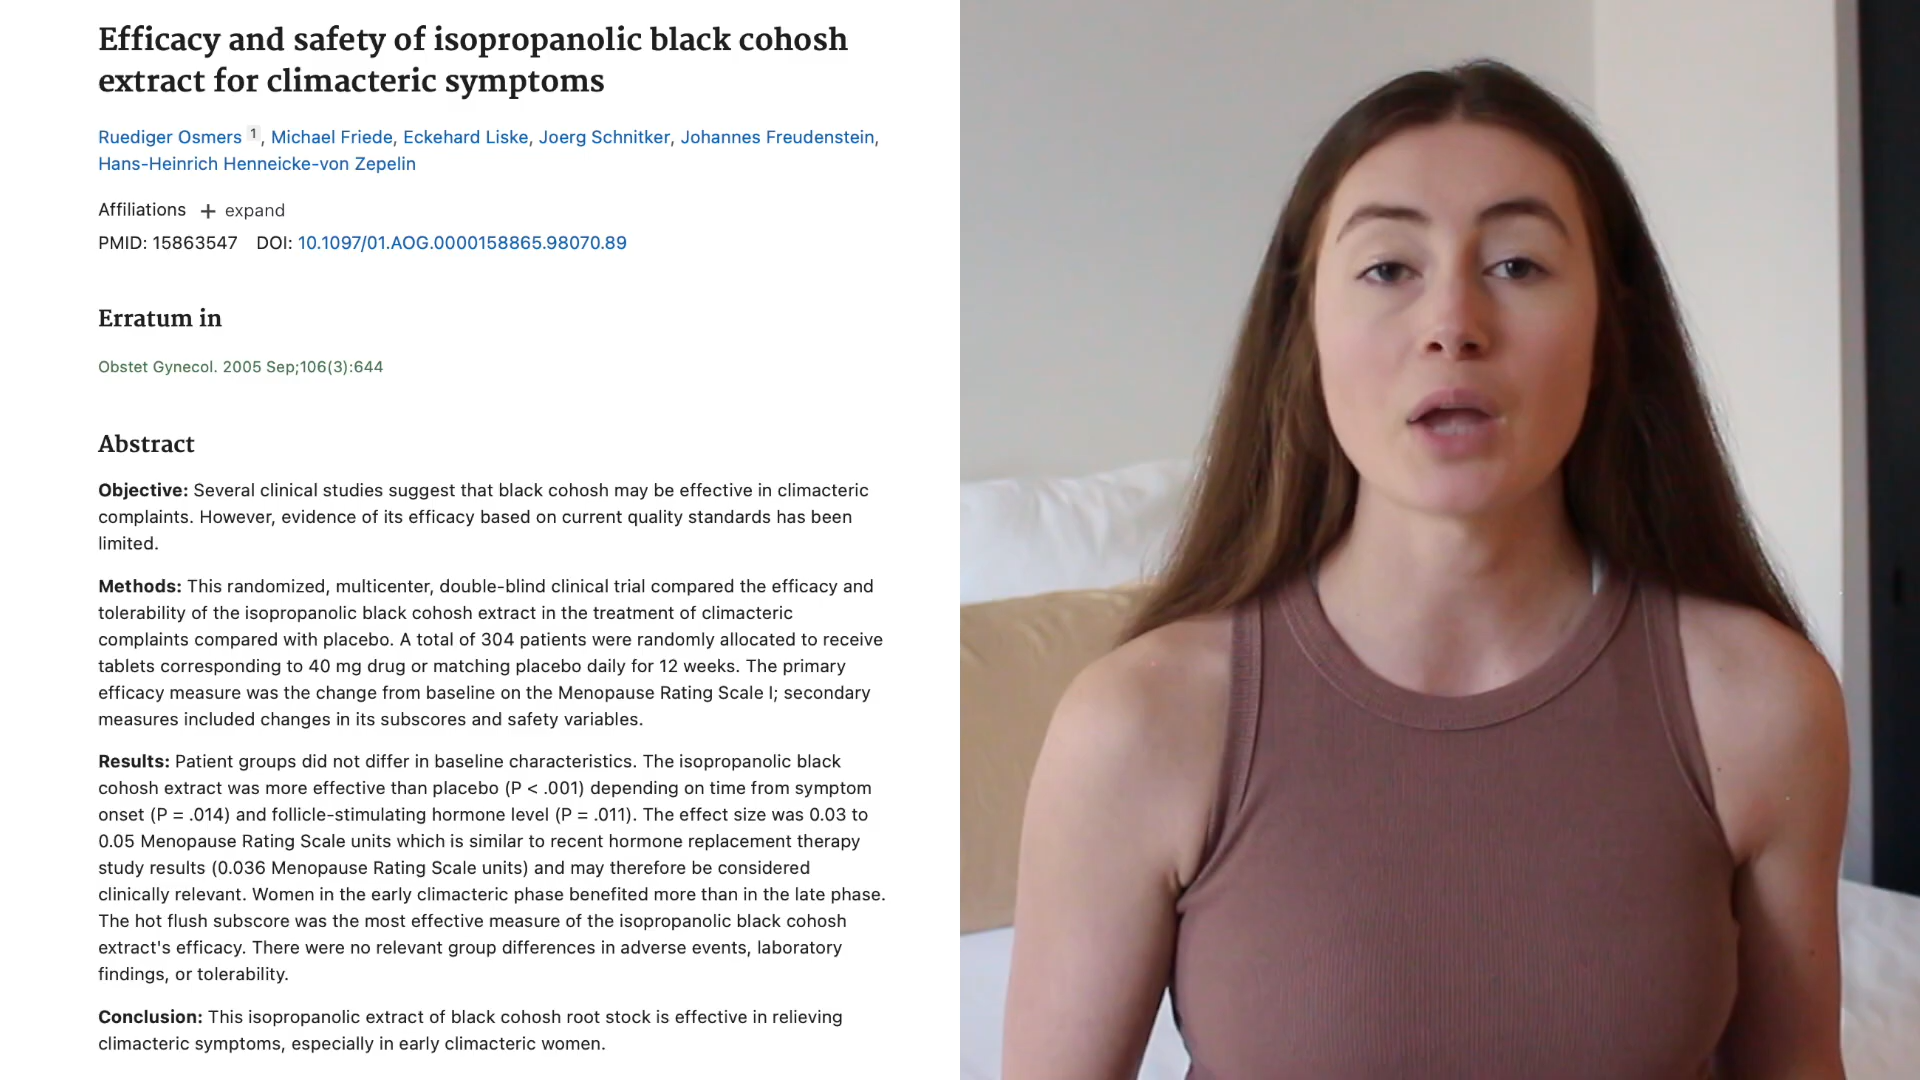 Efficacy and safety of isopropanolic black cohosh
extract for climacteric symptoms
Ruediger Osmers 1, Michael Friede, Eckehard Liske, Joerg Schnitker, Johannes Freudenstein,
Hans-Heinrich Henneicke-von Zepelin
Affiliations + expand
PMID: 15863547 DOI: 10.1097/01.AOG.0000158865.98070.89
Erratum in
Obstet Gynecol. 2005 Sep;106(3):644
Abstract
Objective: Several clinical studies suggest that black cohosh may be effective in climacteric
complaints. However, evidence of its efficacy based on current quality standards has been
limited.
Methods: This randomized, multicenter, double-blind clinical trial compared the efficacy and
tolerability of the isopropanolic black cohosh extract in the treatment of climacteric
complaints compared with placebo. A total of 304 patients were randomly allocated to receive
tablets corresponding to 40 mg drug or matching placebo daily for 12 weeks. The primary
efficacy measure was the change from baseline on the Menopause Rating Scale I; secondary
measures included changes in its subscores and safety variables.
Results: Patient groups did not differ in baseline characteristics. The isopropanolic black
cohosh extract was more effective than placebo (P < .001) depending on time from symptom
onset (P = .014) and follicle-stimulating hormone level (P = .011). The effect size was 0.03 to
0.05 Menopause Rating Scale units which is similar to recent hormone replacement therapy
study results (0.036 Menopause Rating Scale units) and may therefore be considered
clinically relevant. Women in the early climacteric phase benefited more than in the late phase.
The hot flush subscore was the most effective measure of the isopropanolic black cohosh
extract's efficacy. There were no relevant group differences in adverse events, laboratory
findings, or tolerability.
Conclusion: This isopropanolic extract of black cohosh root stock is effective in relieving
climacteric symptoms, especially in early climacteric women.